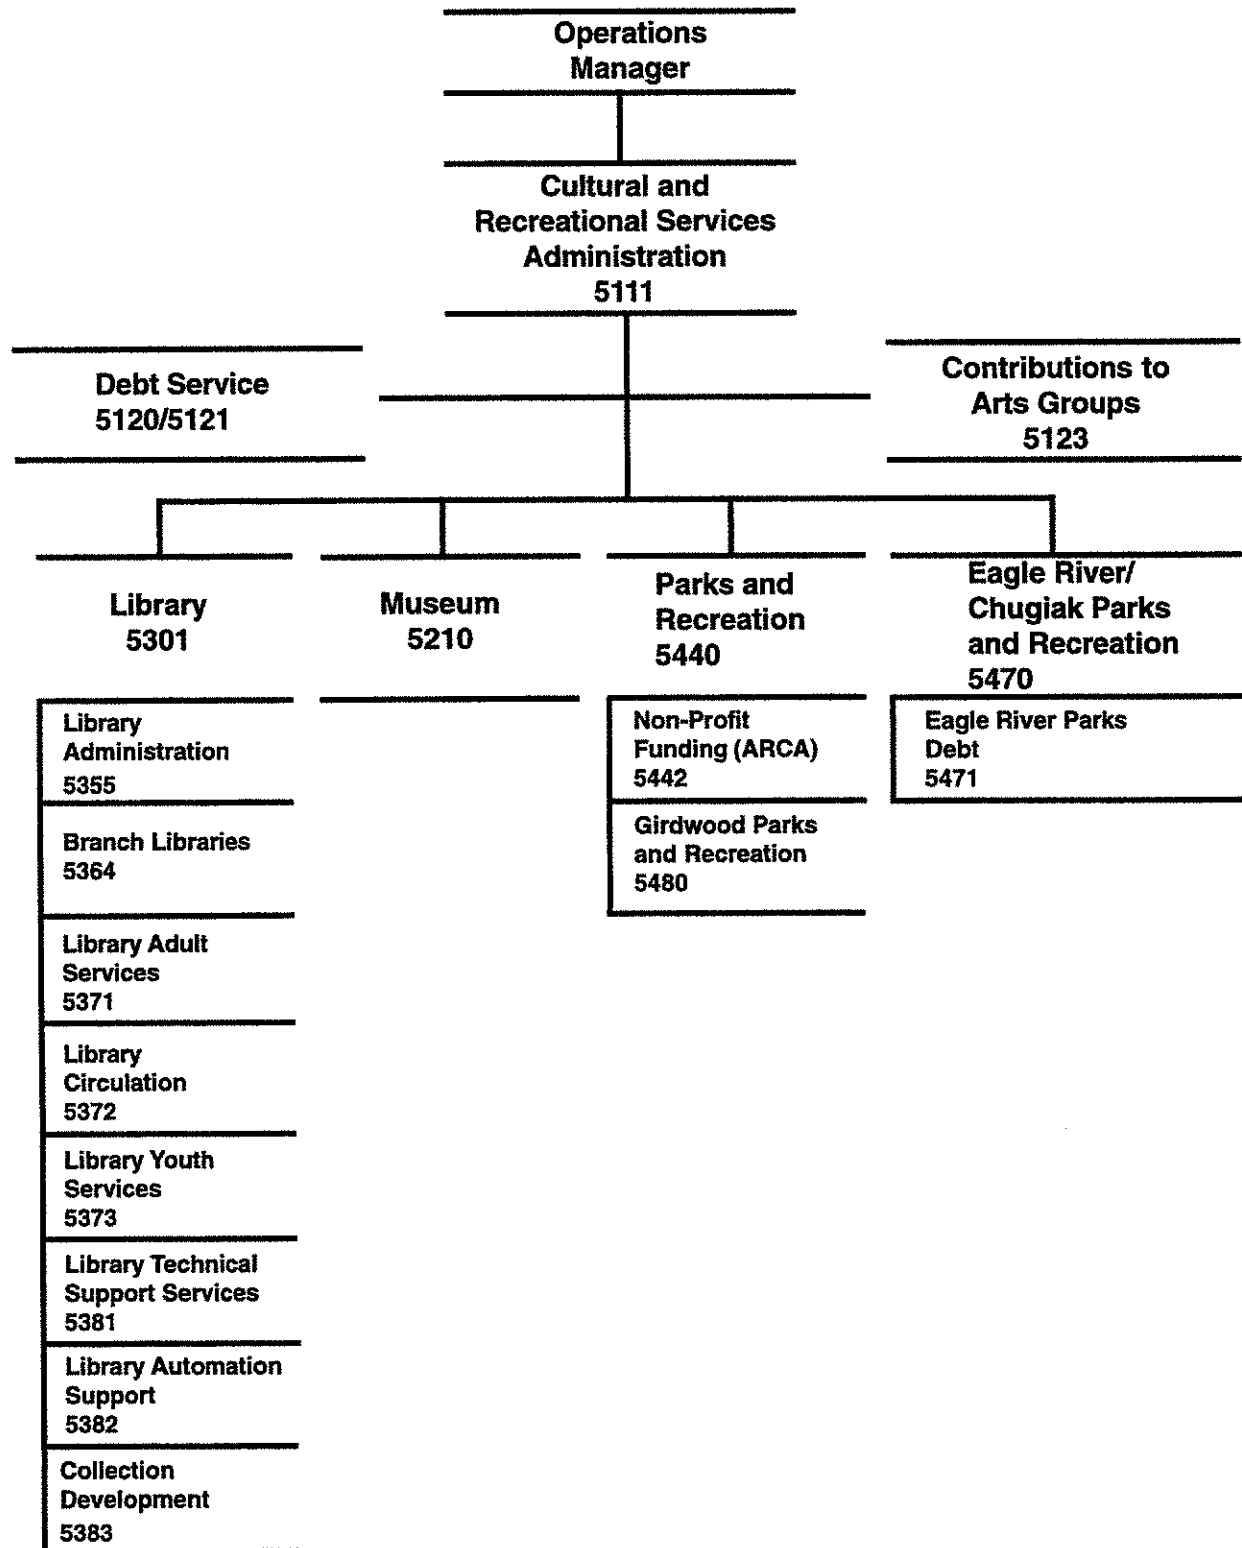 Operations
Manager
Cultural and
Recreational Services
Administration
5111
Debt Service
5120/5121
Contributions to
Arts Groups
5123
Library
5301
Museum
5210
Parks and
Recreation
5440
Eagle River/
Chugiak Parks
and Recreation
5470
Library
Administration
5355
Branch Libraries
5364
Library Adult
Services
5371
Library
Circulation
5372
Library Youth
Services
5373
Library Technical
Support Services
5381
Library Automation
Support
5382
Collection
Development
5383
Non-Profit
Funding (ARCA)
5442
Girdwood Parks
and Recreation
5480
Eagle River Parks
Debt
5471